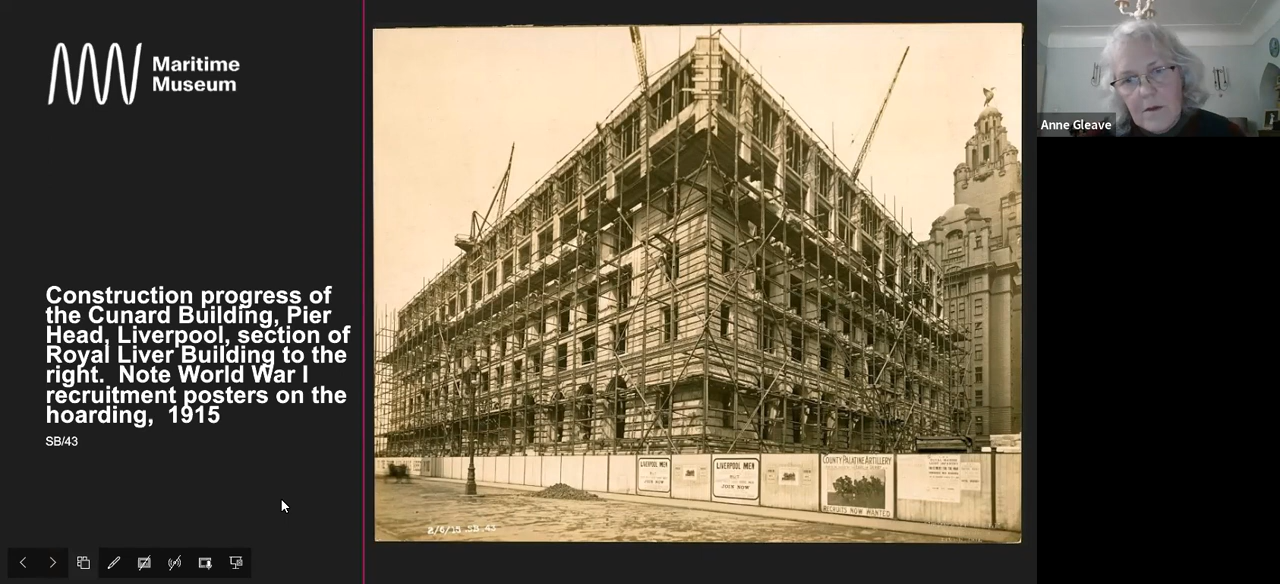 Maritime
Museum
Construction progress of
the Cunard Building, Pier
Head, Liverpool, section of
Royal Liver Building to the
right.  Note World War I
recruitment posters on the
hoarding,  1915
SB/43
LIVERPOOL MEN
JOIN NOW
LIVERPOOL MEN
JOIN NOW
COUNTY PALATINE ARTILLERY
RECRUITS NOW WANTED
2/6/15 .SB.43
Anne Gleave